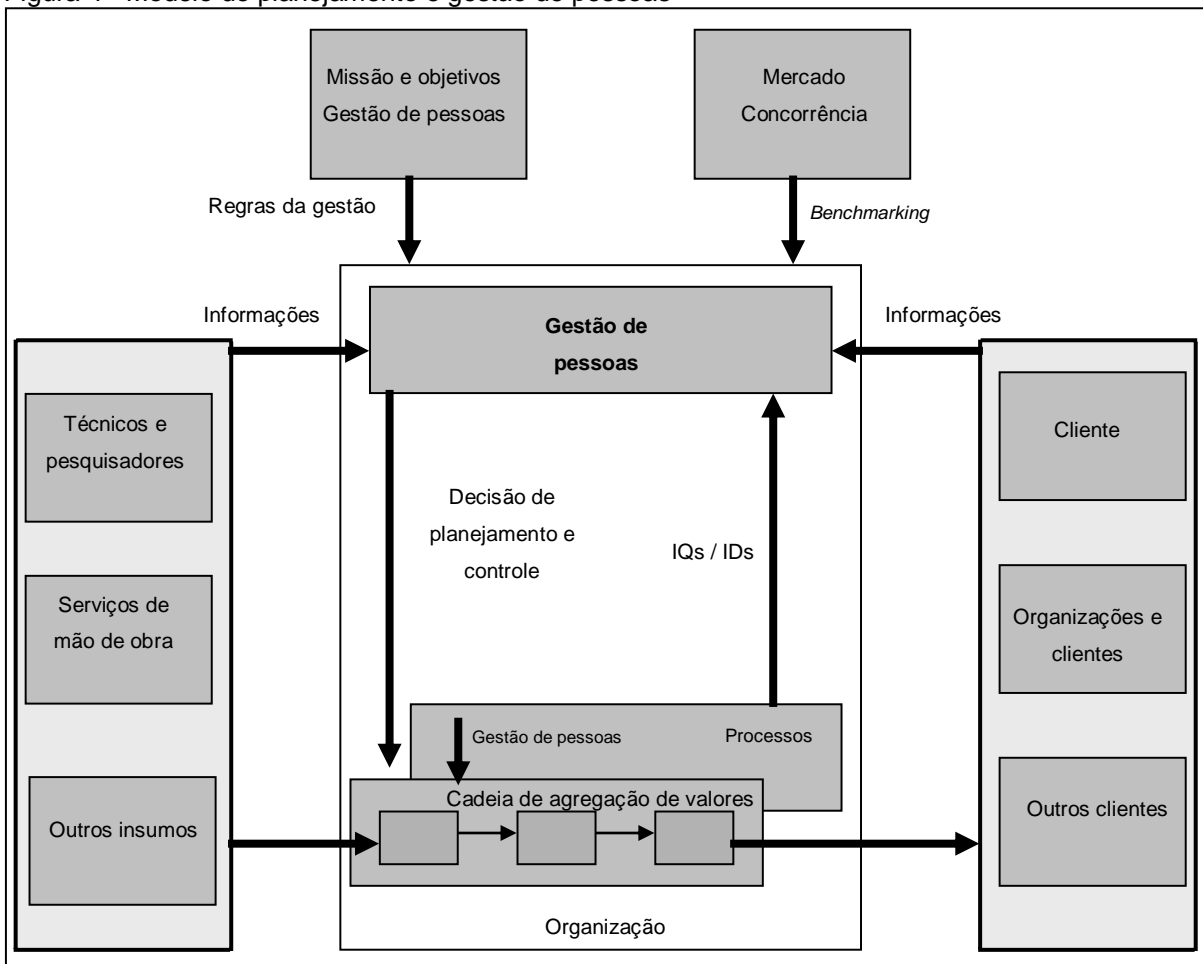 Missão e objetivos
Gestão de pessoas
Mercado
Concorrência
Regras da gestão
Benchmarking
Informações
Gestão de
pessoas
Informações
Técnicos e
pesquisadores
Serviços de
mão de obra
Outros insumos
Decisão de
planejamento e
controle
IQs / IDs
Cliente
Organizações e
clientes
Outros clientes
Gestão de pessoas
Processos
Cadeia de agregação de valores
Organização